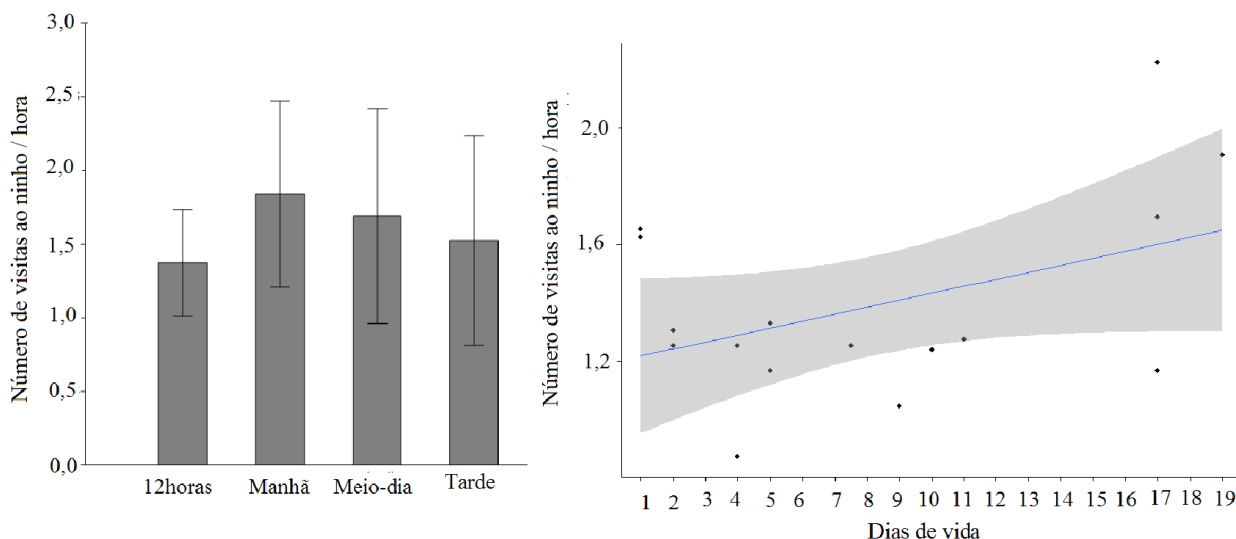 Número de visitas ao ninho / hora
3,0
2,5
2,0
1,5
1,0
0,5
0,0
12horas Manhã Meio-dia Tarde
Número de visitas ao ninho / hora
2,0
1,6
1,2
1 2 3 4 5 6 7 8 9 10 11 12 13 14 15 16 17 18 19
Dias de vida